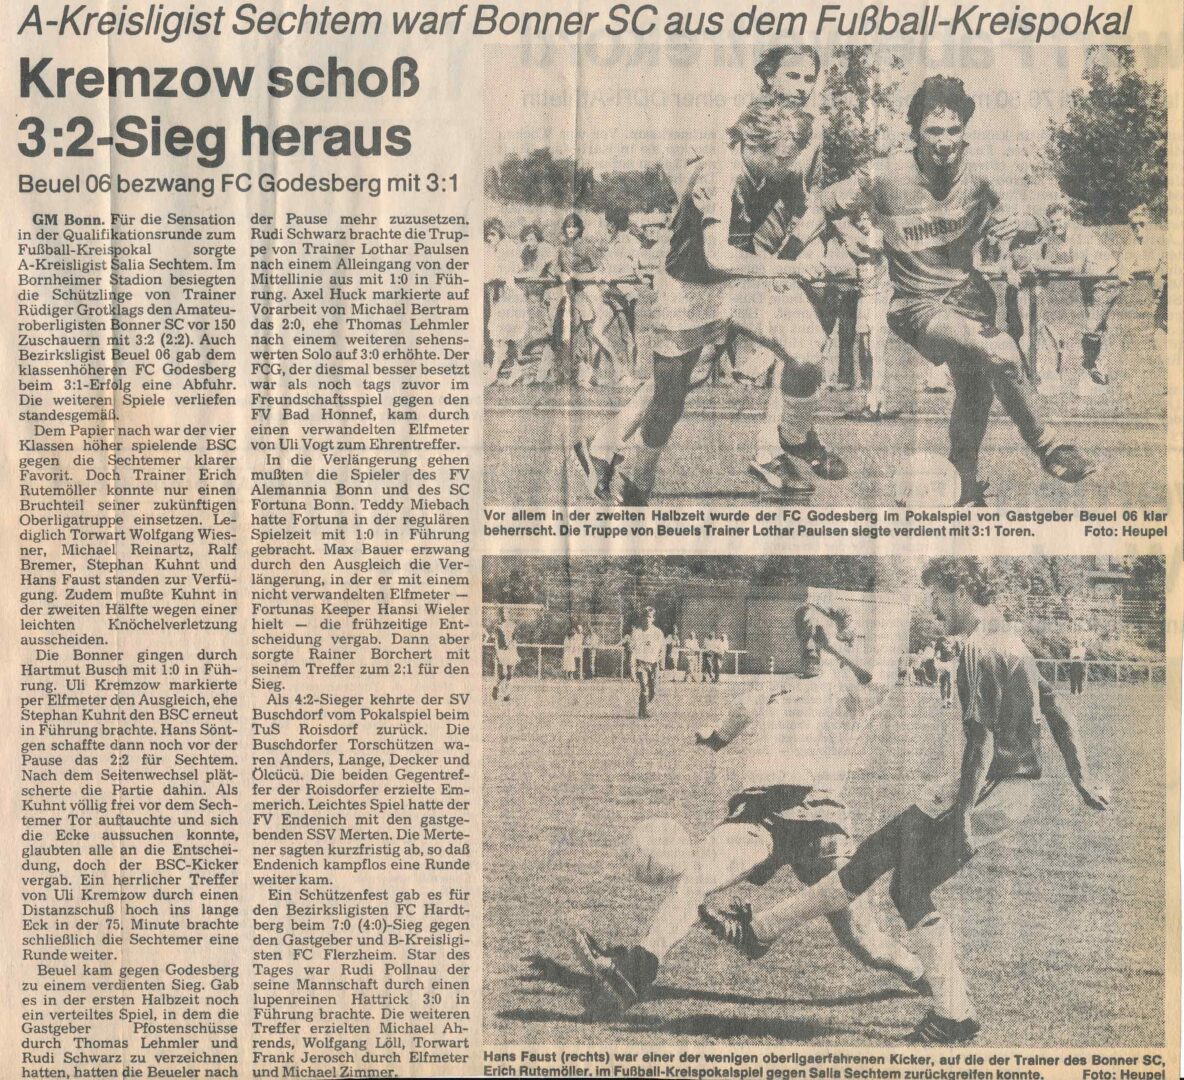 A-Kreisligist Sechtem warf Bonner SC aus dem Fußball-Kreispokal
Kremzow schoß
3:2-Sieg heraus
Beuel 06 bezwang FC Godesberg mit 3:1
GM Bonn. Für die Sensation
in der Qualifikationsrunde zum
Fußball-Kreispokal sorgte
A-Kreisligist Salia Sechtem. Im
Bornheimer Stadion besiegten
die Schützlinge von Trainer
Rüdiger Grotklags den Amateu-
roberligisten Bonner SC vor 150
Zuschauern mit 3:2 (2:2). Auch
Bezirksligist Beuel 06 gab dem
klassenhöheren FC Godesberg
beim 3:1-Erfolg eine Abfuhr.
Die weiteren Spiele verliefen
standesgemäß.
Dem Papier nach war der vier
Klassen höher spielende BSC
gegen die Sechtemer klarer
Favorit. Doch Trainer Erich
Rutemöller konnte nur einen
Bruchteil seiner zukünftigen
Oberligatruppe einsetzen. Le-
diglich Torwart Wolfgang Wies-
ner, Michael Reinartz, Ralf
Bremer, Stephan Kuhnt und
Hans Faust standen zur Verfü-
gung. Zudem mußte Kuhnt in
der zweiten Hälfte wegen einer
leichten Knöchelverletzung
ausscheiden.
Die Bonner gingen durch
Hartmut Busch mit 1:0 in Füh-
rung. Uli Kremzow markierte
per Elfmeter den Ausgleich, ehe
Stephan Kuhnt den BSC erneut
in Führung brachte. Hans Sönt-
gen schaffte dann noch vor der
Pause das 2:2 für Sechtem.
Nach dem Seitenwechsel plät-
scherte die Partie dahin. Als
Kuhnt völlig frei vor dem Sech-
temer Tor auftauchte und sich
die Ecke aussuchen konnte,
glaubten alle an die Entschei-
dung, doch der BSC-Kicker
vergab. Ein herrlicher Treffer
von Uli Kremzow durch einen
Distanzschuß hoch ins lange
Eck in der 75. Minute brachte
schließlich die Sechtemer eine
Runde weiter.
Beuel kam gegen Godesberg
zu einem verdienten Sieg. Gab
es in der ersten Halbzeit noch
ein verteiltes Spiel, in dem die
Gastgeber Pfostenschüsse
durch Thomas Lehmler und
Rudi Schwarz zu verzeichnen
hatten, hatten die Beueler nach
der Pause mehr zuzusetzen.
Rudi Schwarz brachte die Trup-
pe von Trainer Lothar Paulsen
nach einem Alleingang von der
Mittellinie aus mit 1:0 in Füh-
rung. Axel Huck markierte auf
Vorarbeit von Michael Bertram
das 2:0, ehe Thomas Lehmler
nach einem weiteren sehens-
werten Solo auf 3:0 erhöhte. Der
FCG, der diesmal besser besetzt
war als noch tags zuvor im
Freundschaftsspiel gegen den
FV Bad Honnef, kam durch
einen verwandelten Elfmeter
von Uli Vogt zum Ehrentreffer.
In die Verlängerung gehen
mußten die Spieler des FV
Alemannia Bonn und des SC
Fortuna Bonn. Teddy Miebach
hatte Fortuna in der regulären
Spielzeit mit 1:0 in Führung
gebracht. Max Bauer erzwang
durch den Ausgleich die Ver-
längerung, in der er mit einem
nicht verwandelten Elfmeter —
Fortunas Keeper Hansi Wieler
hielt — die frühzeitige Ent-
scheidung vergab. Dann aber
sorgte Rainer Borchert mit
seinem Treffer zum 2:1 für den
Sieg.
Als 4:2-Sieger kehrte der SV
Buschdorf vom Pokalspiel beim
TuS Roisdorf zurück. Die
Buschdorfer Torschützen wa-
ren Anders, Lange, Decker und
Ölcücü. Die beiden Gegentref-
fer der Roisdorfer erzielte Em-
merich. Leichtes Spiel hatte der
FV Endenich mit den gastge-
benden SSV Merten. Die Merte-
ner sagten kurzfristig ab, so daß
Endenich kampflos eine Runde
weiter kam.
Ein Schützenfest gab es für
den Bezirksligisten FC Hardt-
berg beim 7:0 (4:0)-Sieg gegen
den Gastgeber und B-Kreisligi-
sten FC Flerzheim. Star des
Tages war Rudi Pollnau der
seine Mannschaft durch einen
lupenreinen Hattrick 3:0 in
Führung brachte. Die weiteren
Treffer erzielten Michael Ah-
rends, Wolfgang Löll, Torwart
Frank Jerosch durch Elfmeter
und Michael Zimmer.
Vor allem in der zweiten Halbzeit wurde der FC Godesberg im Pokalspiel von Gastgeber Beuel 06 klar
beherrscht. Die Truppe von Beuels Trainer Lothar Paulsen siegte verdient mit 3:1 Toren. Foto: Heupel
Hans Faust (rechts) war einer der wenigen oberligaerfahrenen Kicker, auf die der Trainer des Bonner SC,
Erich Rutemöller, im Fußball-Kreispokalspiel gegen Salia Sechtem zurückgreifen konnte. Foto: Heupel